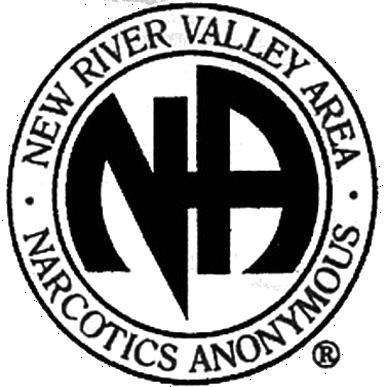 NEW RIVER VALLEY AREA
NA
· NARCOTICS ANONYMOUS ·
®